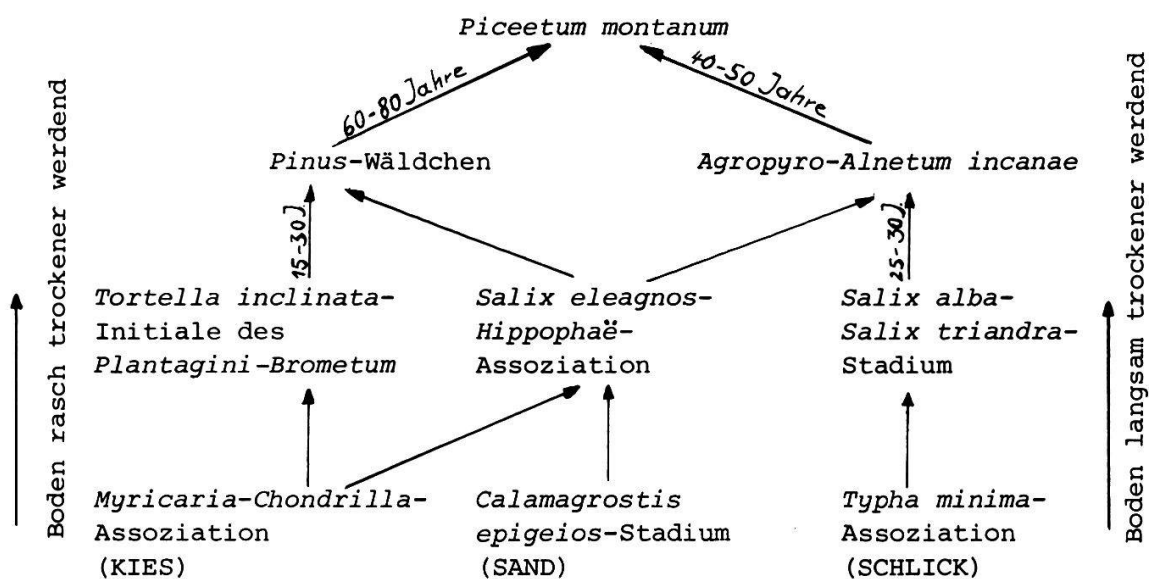 Piceetum montanum
60-80 Jahre
40-50 Jahre
Pinus-Wäldchen
Agropyro-Alnetum incanae
15-30 J.
25-30 J.
Tortella inclinata-
Initiale des
Plantagini-Brometum
Salix eleagnos-
Hippophaë-
Assoziation
Salix alba-
Salix triandra-
Stadium
Myricaria-Chondrilla-
Assoziation
(KIES)
Calamagrostis
epigeios-Stadium
(SAND)
Typha minima-
Assoziation
(SCHLICK)
Boden rasch trockener werdend
Boden langsam trockener werdend